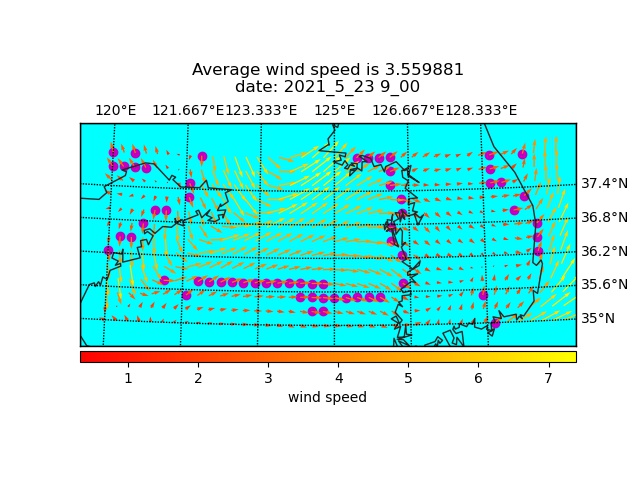 Average wind speed is 3.559881
date: 2021_5_23 9_00
120°E 121.667°E 123.333°E 125°E 126.667°E 128.333°E
37.4°N
36.8°N
36.2°N
35.6°N
35°N
1 2 3 4 5 6 7
wind speed